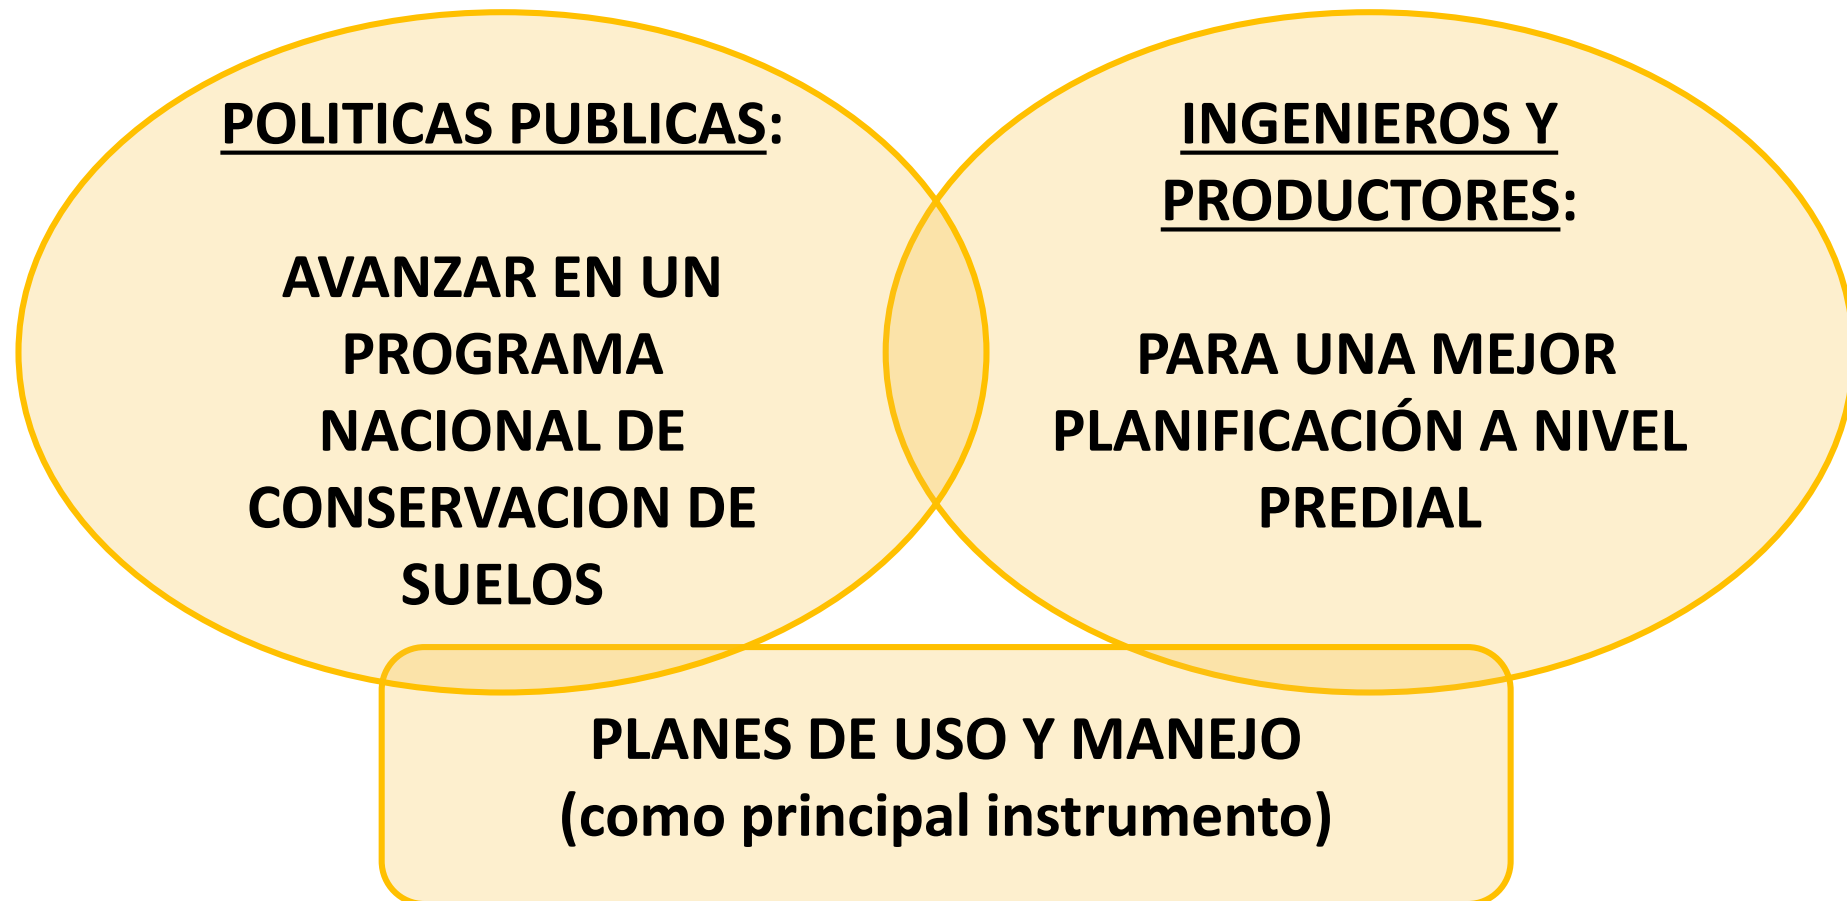 POLITICAS PUBLICAS:
AVANZAR EN UN
PROGRAMA
NACIONAL DE
CONSERVACION DE
SUELOS
INGENIEROS Y
PRODUCTORES:
PARA UNA MEJOR
PLANIFICACIÓN A NIVEL
PREDIAL
PLANES DE USO Y MANEJO
(como principal instrumento)